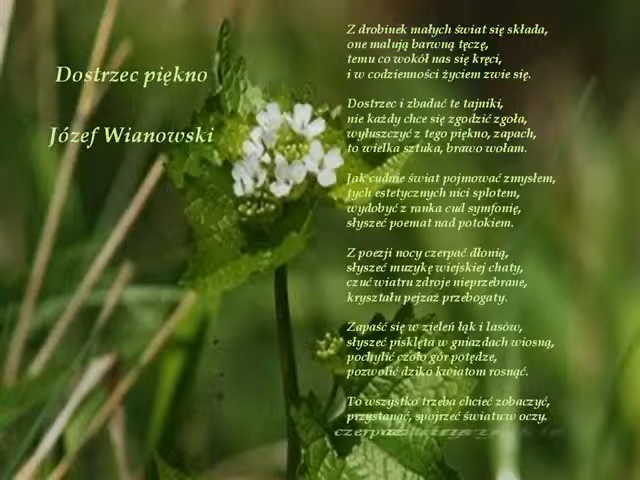 Dostrzec piękno
Józef Wianowski
Z drobinek małych świat się składa,
one malują barwną tęczę,
temu co wokół nas się kręci,
i w codzienności życiem zwie się.
Dostrzec i zbadać te tajniki,
nie każdy chce się zgodzić zgoła,
wyłuszczyć z tego piękno, zapach,
to wielka sztuka, brawo wołam.
Jak cudnie świat pojmować zmysłem,
tych estetycznych nici splotem,
wydobyć z ranka cud symfonię,
słyszeć poemat nad potokiem.
Z poezji nocy czerpać dłonią,
słyszeć muzykę wiejskiej chaty,
czuć wiatru zdroje nieprzebrane,
kryształu pejzaż przebogaty.
Zapaść się w zieleń łąk i lasów,
słyszeć pisklęta w gniazdach wiosną,
pochylić czoło gór potędze,
pozwolić dziko kwiatom rosnąć.
To wszystko trzeba chcieć zobaczyć,
przystanąć, spojrzeć światu w oczy.